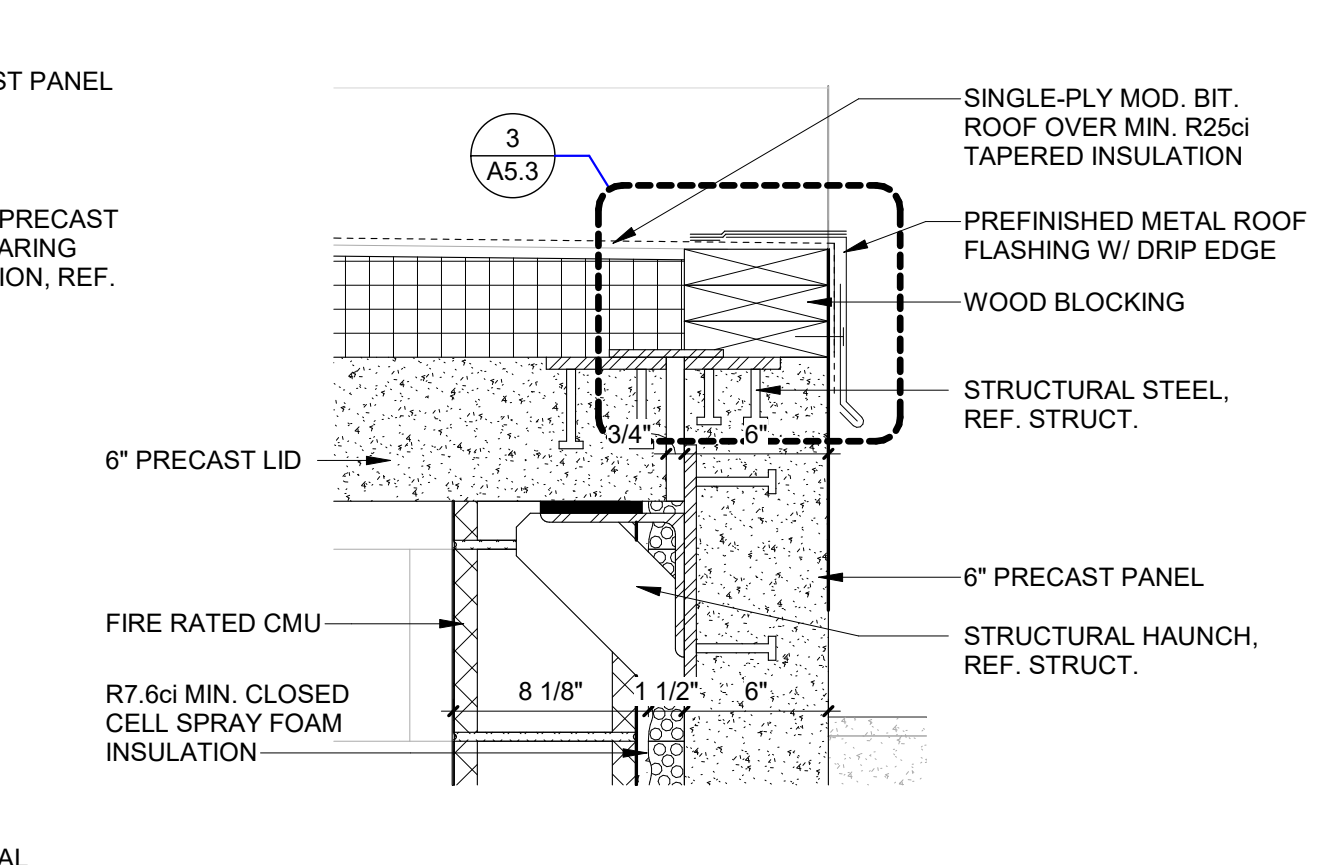 ST PANEL
PRECAST
ARING
ION, REF.
3
A5.3
SINGLE-PLY MOD. BIT.
ROOF OVER MIN. R25ci
TAPERED INSULATION
PREFINISHED METAL ROOF
FLASHING W/ DRIP EDGE
WOOD BLOCKING
STRUCTURAL STEEL,
REF. STRUCT.
3/4"
6"
6" PRECAST LID
6" PRECAST PANEL
FIRE RATED CMU
STRUCTURAL HAUNCH,
REF. STRUCT.
R7.6ci MIN. CLOSED
CELL SPRAY FOAM
INSULATION
8 1/8"
1 1/2"
6"
AL